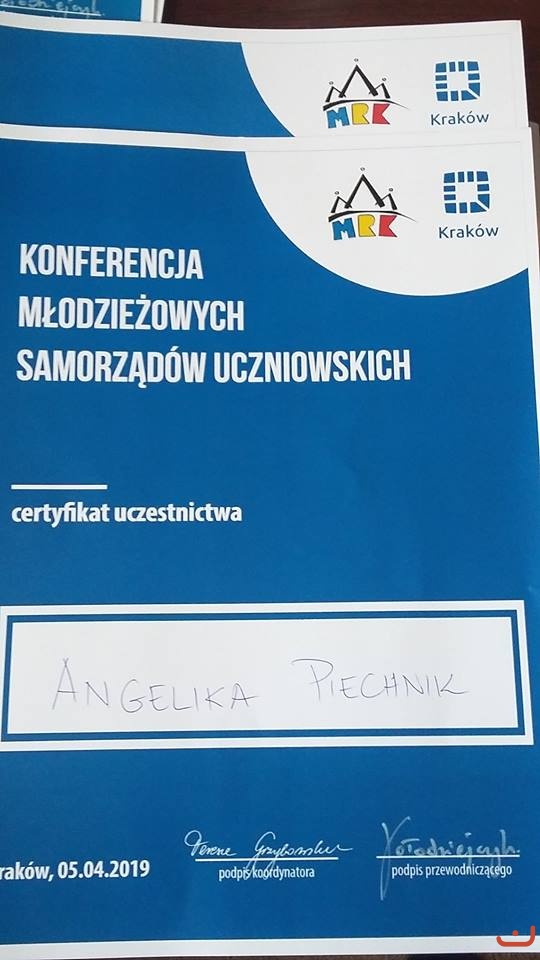 MRK
Kraków
MRK
Kraków
KONFERENCJA
MŁODZIEŻOWYCH
SAMORZĄDÓW UCZNIOWSKICH
certyfikat uczestnictwa
ANGELIKA PIECHNIK
raków, 05.04.2019
podpis koordynatora
podpis przewodniczącego